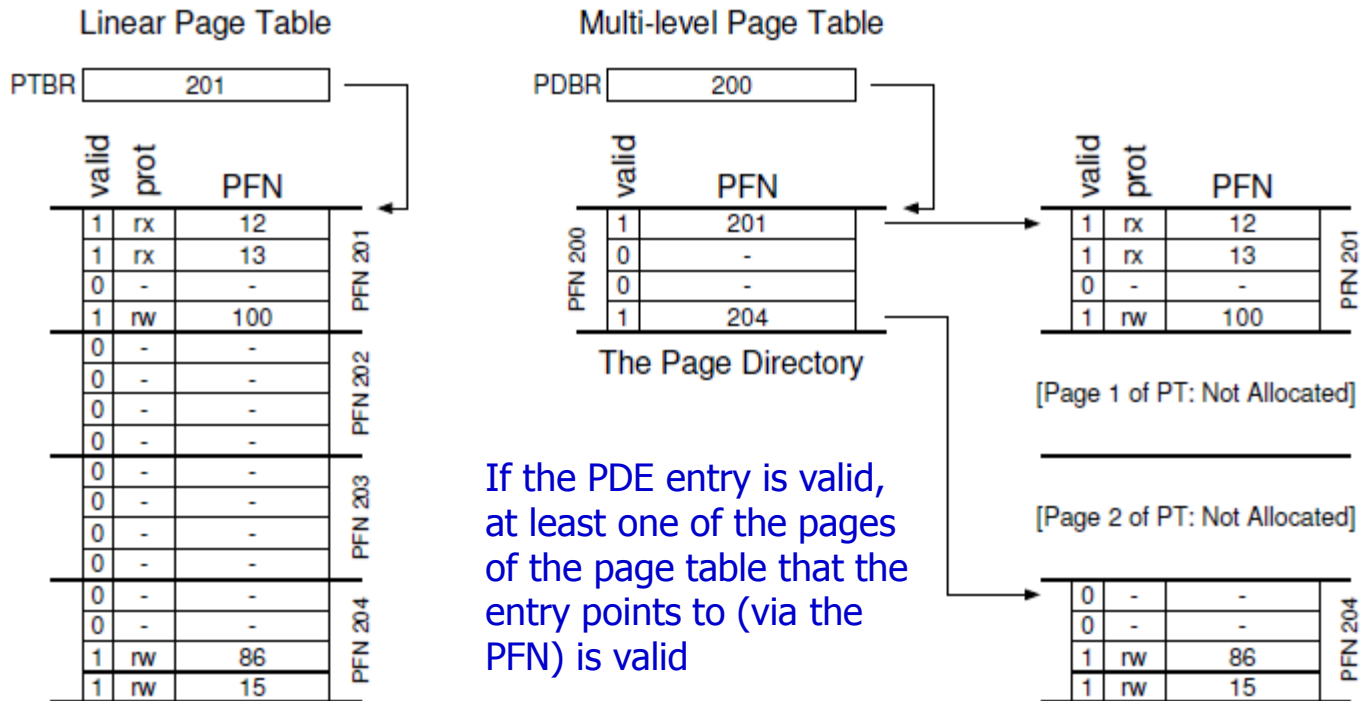 Linear Page Table
PTBR 201
valid prot PFN
1 rx 12
1 rx 13
0 - -
1 rw 100
PFN 201
0 - -
0 - -
0 - -
0 - -
PFN 202
0 - -
0 - -
0 - -
0 - -
PFN 203
0 - -
0 - -
1 rw 86
1 rw 15
PFN 204
Multi-level Page Table
PDBR 200
valid PFN
PFN 200
1 201
0 -
0 -
1 204
The Page Directory
If the PDE entry is valid,
at least one of the pages
of the page table that the
entry points to (via the
PFN) is valid
valid prot PFN
1 rx 12
1 rx 13
0 - -
1 rw 100
PFN 201
[Page 1 of PT: Not Allocated]
[Page 2 of PT: Not Allocated]
0 - -
0 - -
1 rw 86
1 rw 15
PFN 204